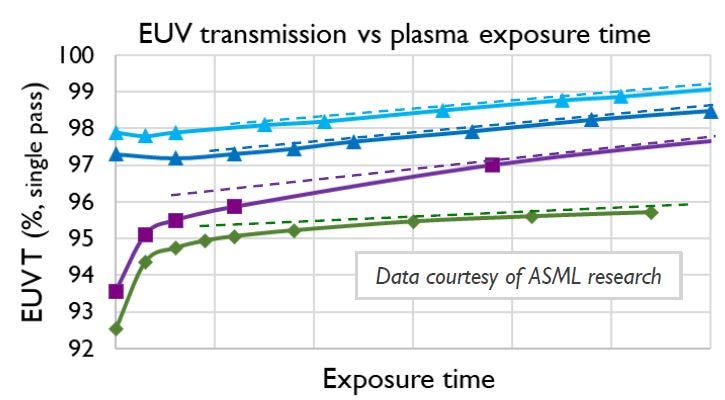 EUV transmission vs plasma exposure time
100
99
98
97
96
95
94
93
92
EUVT (%, single pass)
Data courtesy of ASML research
Exposure time